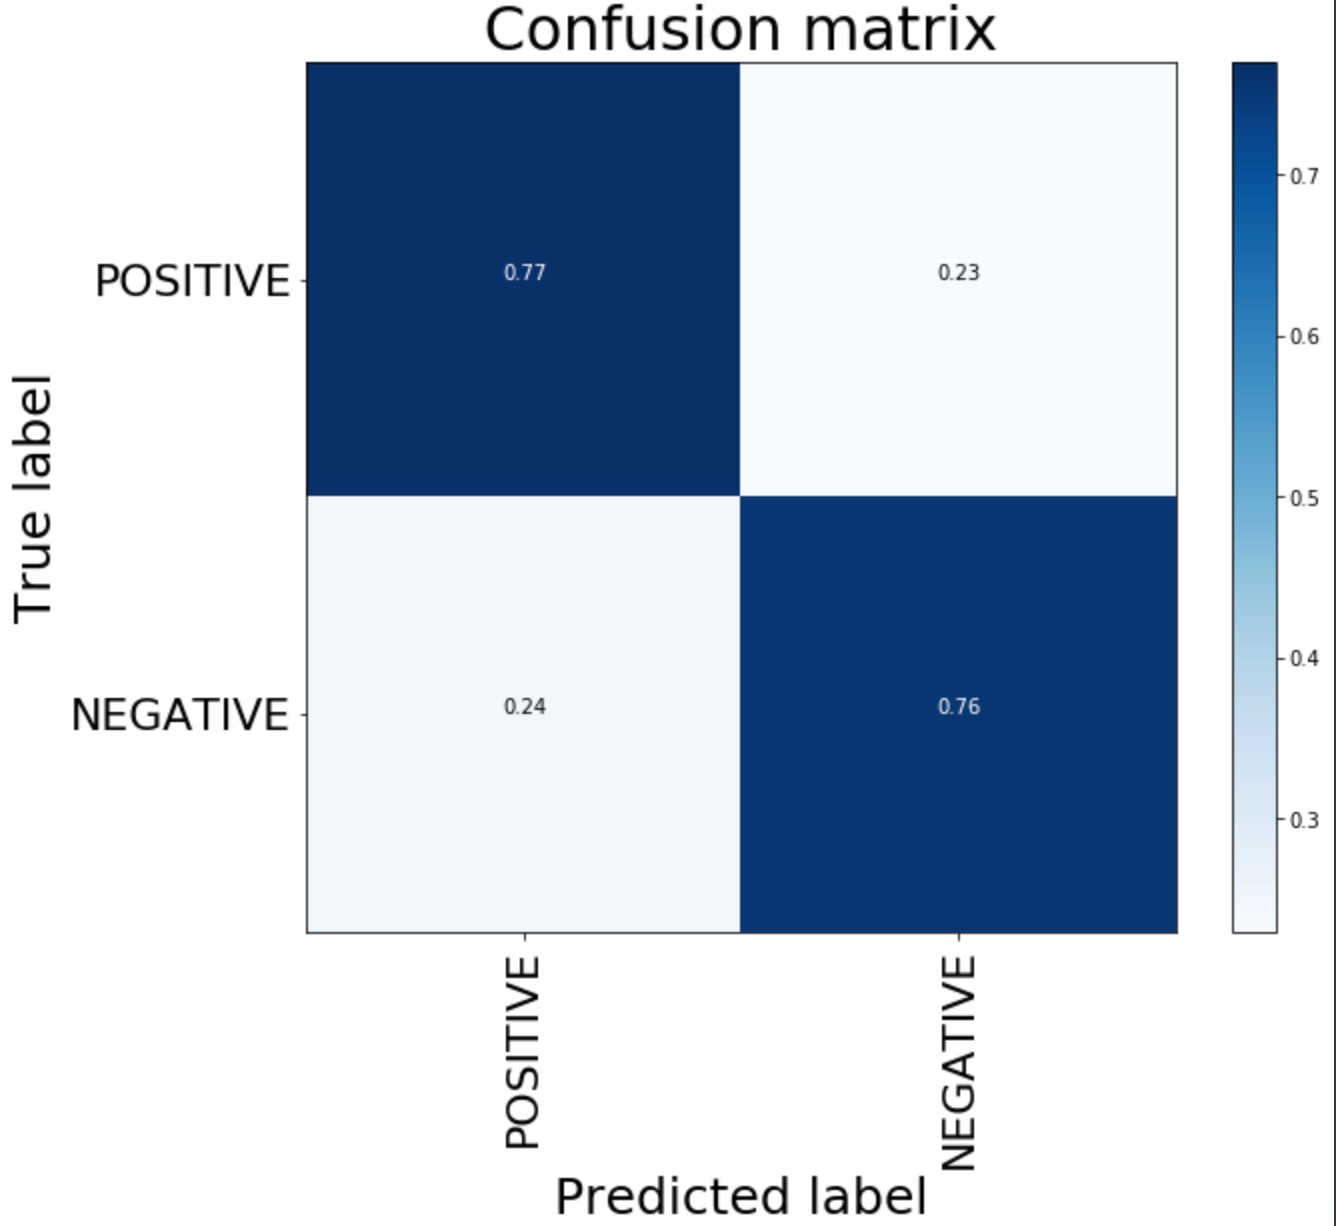 Confusion matrix
True label
POSITIVE
NEGATIVE
0.77
0.23
0.24
0.76
0.7
0.6
0.5
0.4
0.3
POSITIVE
NEGATIVE
Predicted label